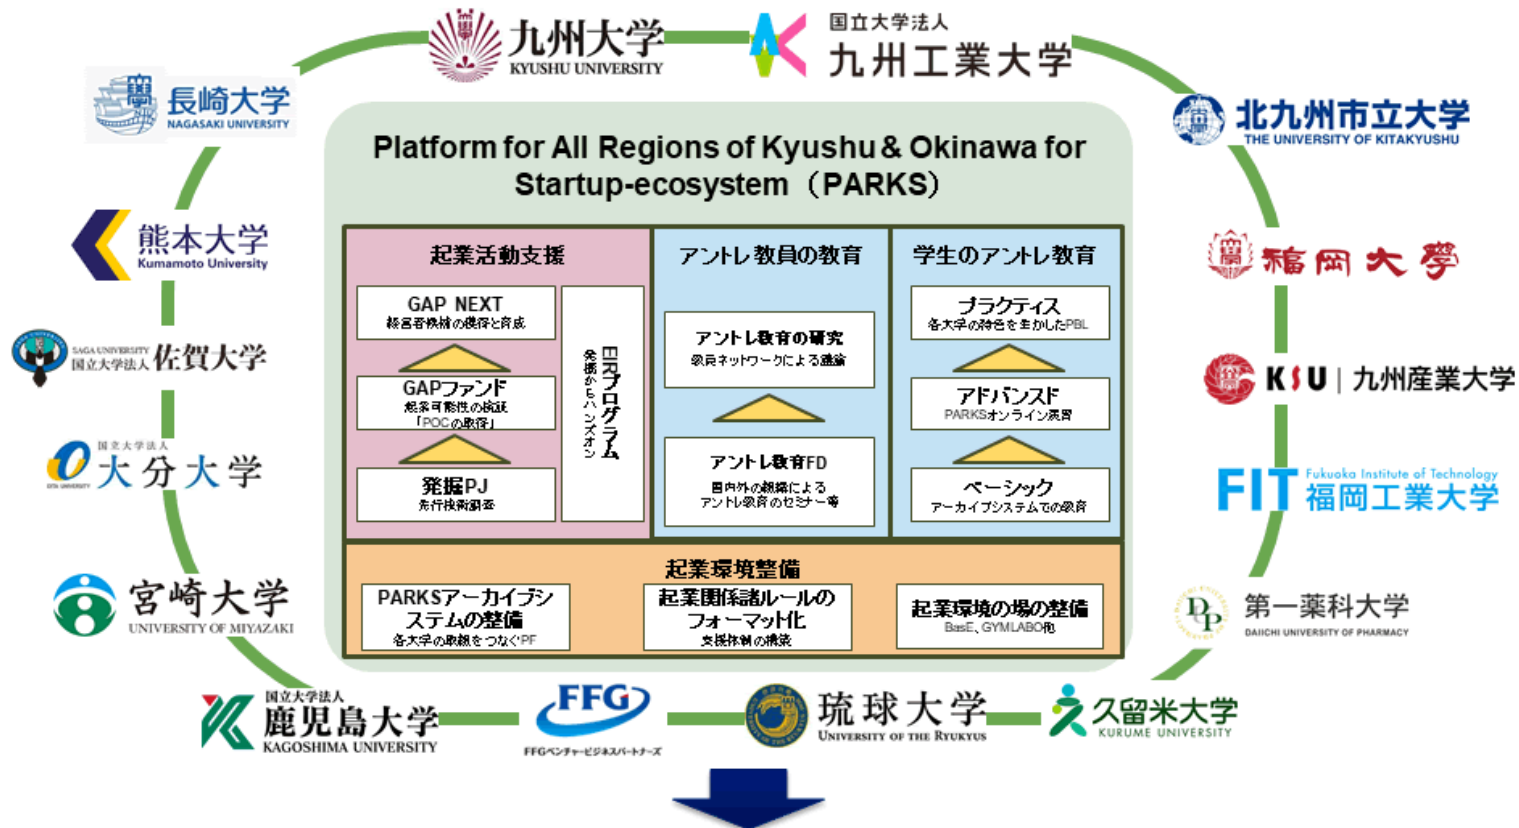 九州大学
KYUSHU UNIVERSITY
国立大学法人
九州工業大学
長崎大学
NAGASAKI UNIVERSITY
北九州市立大学
THE UNIVERSITY OF KITAKYUSHU
Platform for All Regions of Kyushu & Okinawa for
Startup-ecosystem（PARKS）
熊本大学
Kumamoto University
福岡大學
起業活動支援
アントレ教員の教育
学生のアントレ教育
GAP NEXT
経営者候補の獲得と育成
EIRプログラム
発掘からハンズオン
アントレ教育の研究
教員ネットワークによる議論
プラクティス
各大学の特色を生かしたPBL
SAGA UNIVERSITY
国立大学法人 佐賀大学
KSU | 九州産業大学
GAPファンド
起業可能性の検証
「POCの取得」
アドバンスド
PARKSオンライン演習
国立大学法人
大分大学
OITA UNIVERSITY
発掘PJ
先行技術調査
アントレ教育FD
国内外の組織による
アントレ教育のセミナー等
ベーシック
アーカイブシステムでの教育
FIT
Fukuoka Institute of Technology
福岡工業大学
起業環境整備
宮崎大学
UNIVERSITY OF MIYAZAKI
PARKSアーカイブシ
ステムの整備
各大学の取組をつなぐPF
起業関係諸ルールの
フォーマット化
支援体制の構築
起業環境の場の整備
BasE、GYMLABO他
第一薬科大学
DAIICHI UNIVERSITY OF PHARMACY
国立大学法人
鹿児島大学
KAGOSHIMA UNIVERSITY
FFG
FFGベンチャービジネスパートナーズ
琉球大学
UNIVERSITY OF THE RYUKYUS
久留米大学
KURUME UNIVERSITY